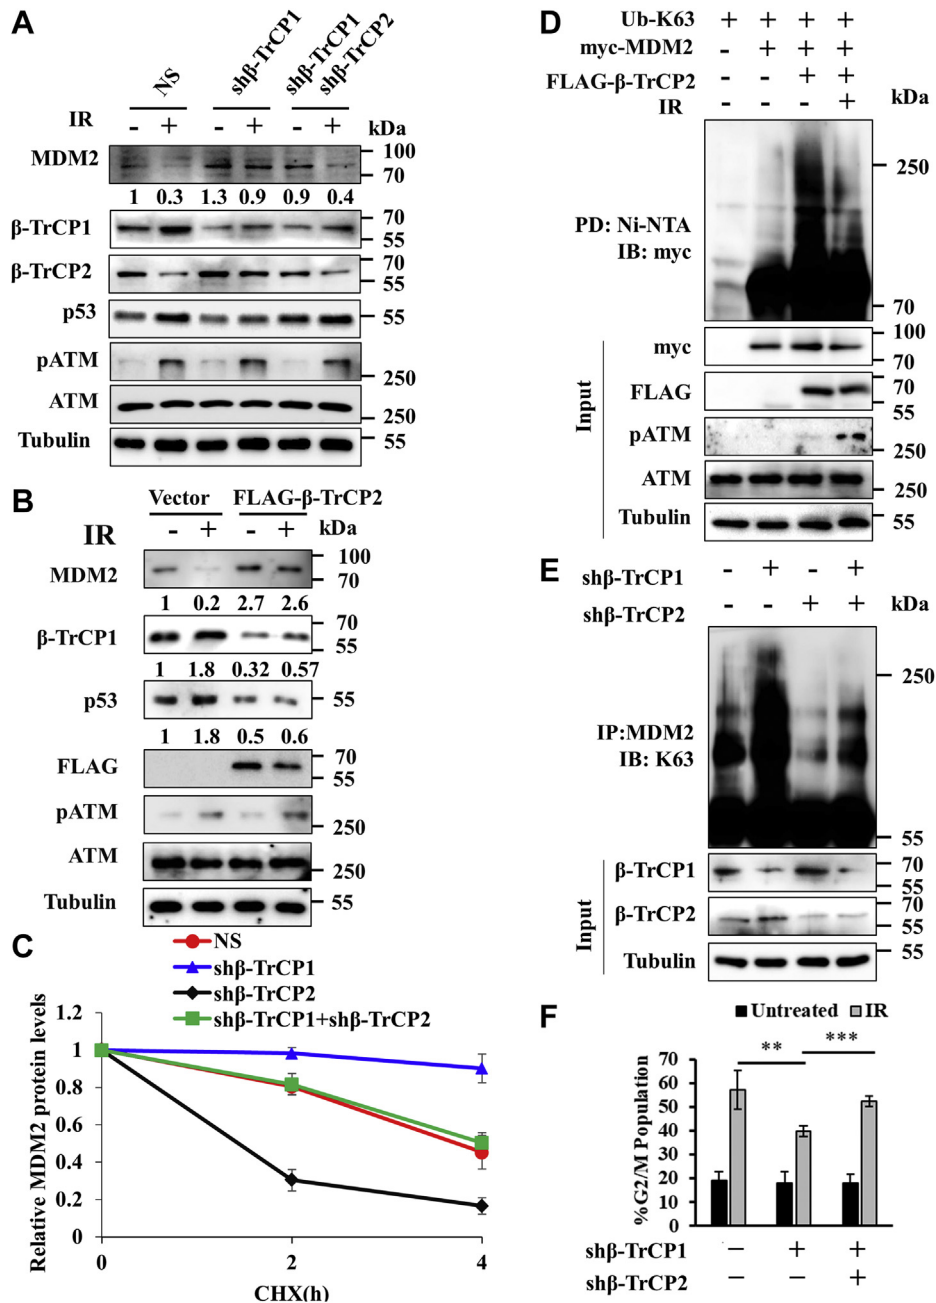 A
NS
shβ-TrCP1
shβ-TrCP1
shβ-TrCP2
IR - + - + - + kDa
MDM2 100
70
1 0.3 1.3 0.9 0.9 0.4
β-TrCP1 70
55
β-TrCP2 70
55
p53 55
pATM 250
ATM 250
Tubulin 55
B
Vector FLAG-β-TrCP2
IR - + - + kDa
MDM2 100
70
1 0.2 2.7 2.6
β-TrCP1 70
55
1 1.8 0.32 0.57
p53 55
1 1.8 0.5 0.6
FLAG 70
55
pATM 250
ATM 250
Tubulin 55
C
NS
shβ-TrCP1
shβ-TrCP2
shβ-TrCP1+shβ-TrCP2
Relative MDM2 protein levels
1.2
1
0.8
0.6
0.4
0.2
0
0 2 4
CHX(h)
D
Ub-K63 + + + +
myc-MDM2 - + + +
FLAG-β-TrCP2 - - + +
IR - - - + kDa
250
PD: Ni-NTA
IB: myc
70
Input
myc 100
70
FLAG 70
55
pATM 250
ATM 250
Tubulin 55
E
shβ-TrCP1 - + - +
shβ-TrCP2 - - + + kDa
250
IP:MDM2
IB: K63
55
Input
β-TrCP1 70
55
β-TrCP2 70
55
Tubulin 55
F
Untreated IR
** ***
%G2/M Population
70
60
50
40
30
20
10
0
shβ-TrCP1 − + +
shβ-TrCP2 − − +